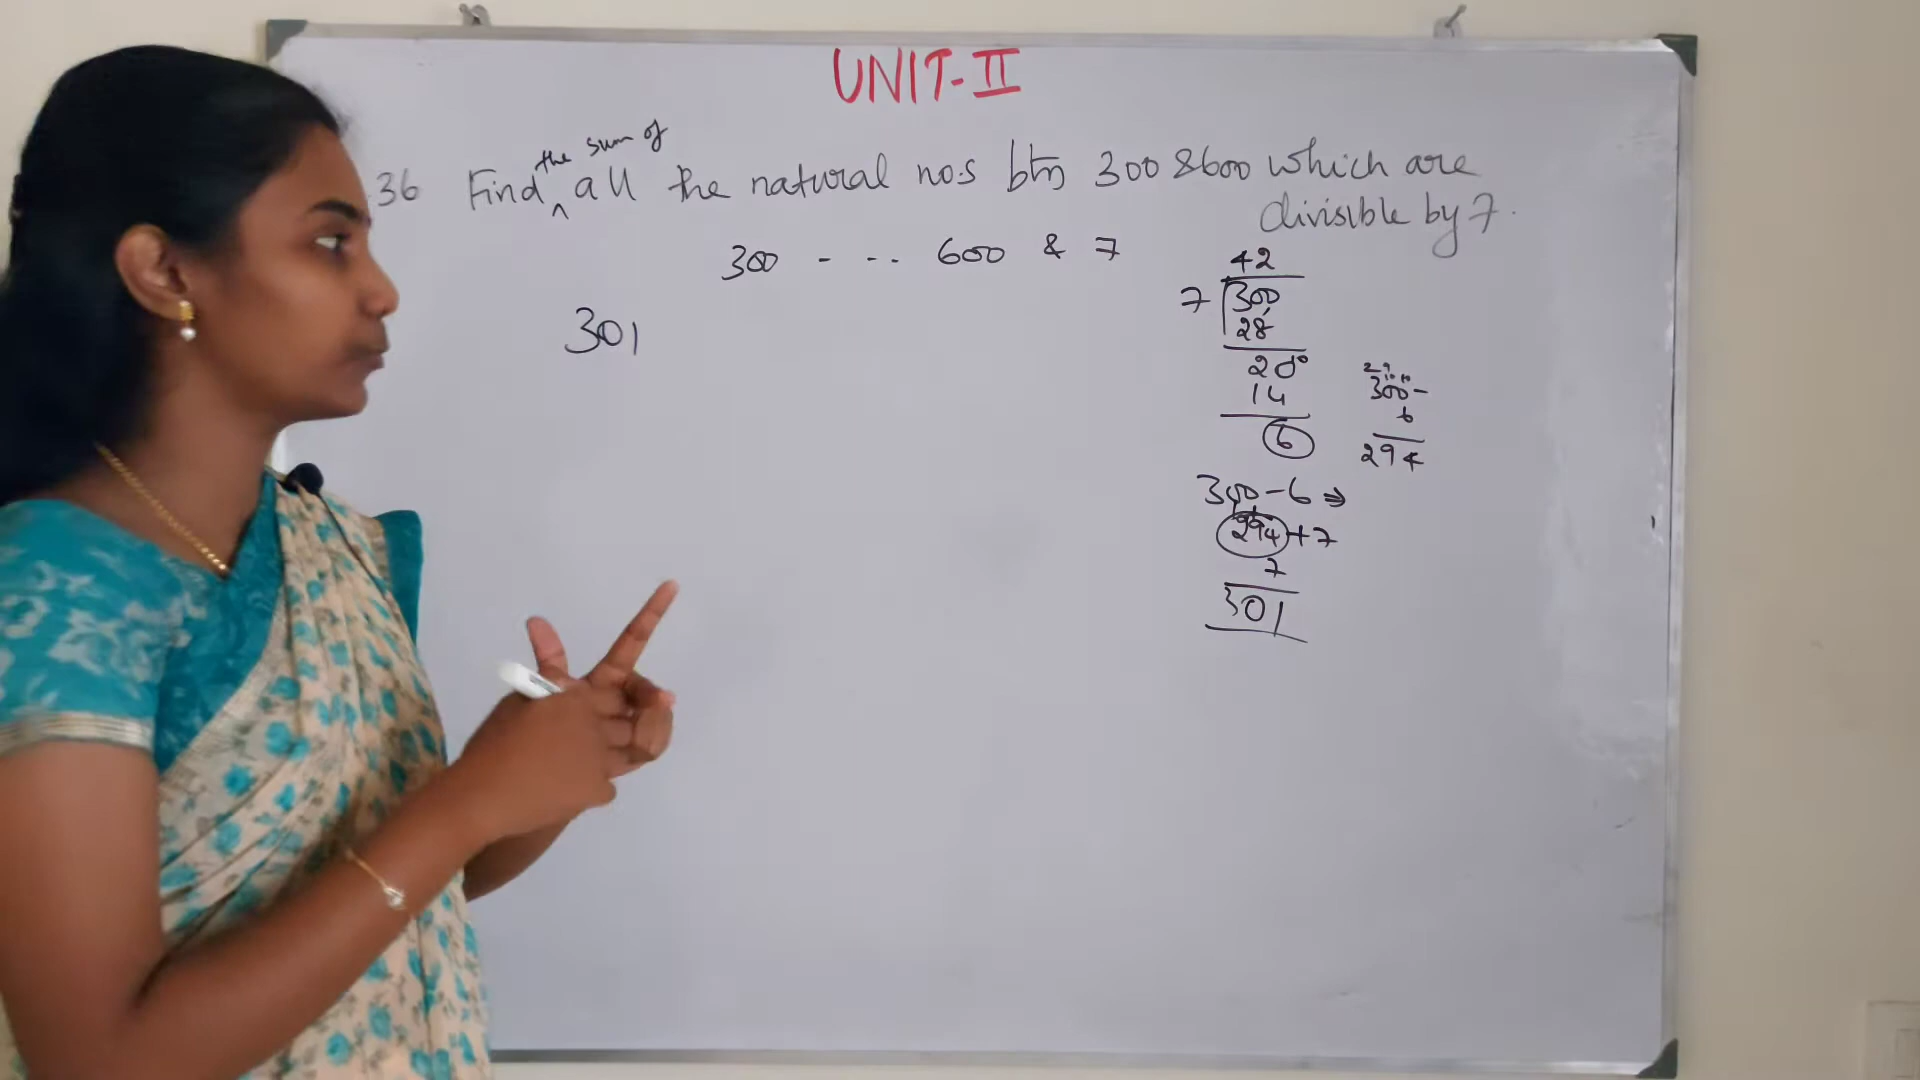 UNIT-II
the sum of
36 Find ^ all the natural nos btn 300 & 600 which are
divisible by 7.
300 - - .. 600 & 7
301
42
7 300
28
20
14
6
300-
6
294
300-6 ⇒
294+7
7
301